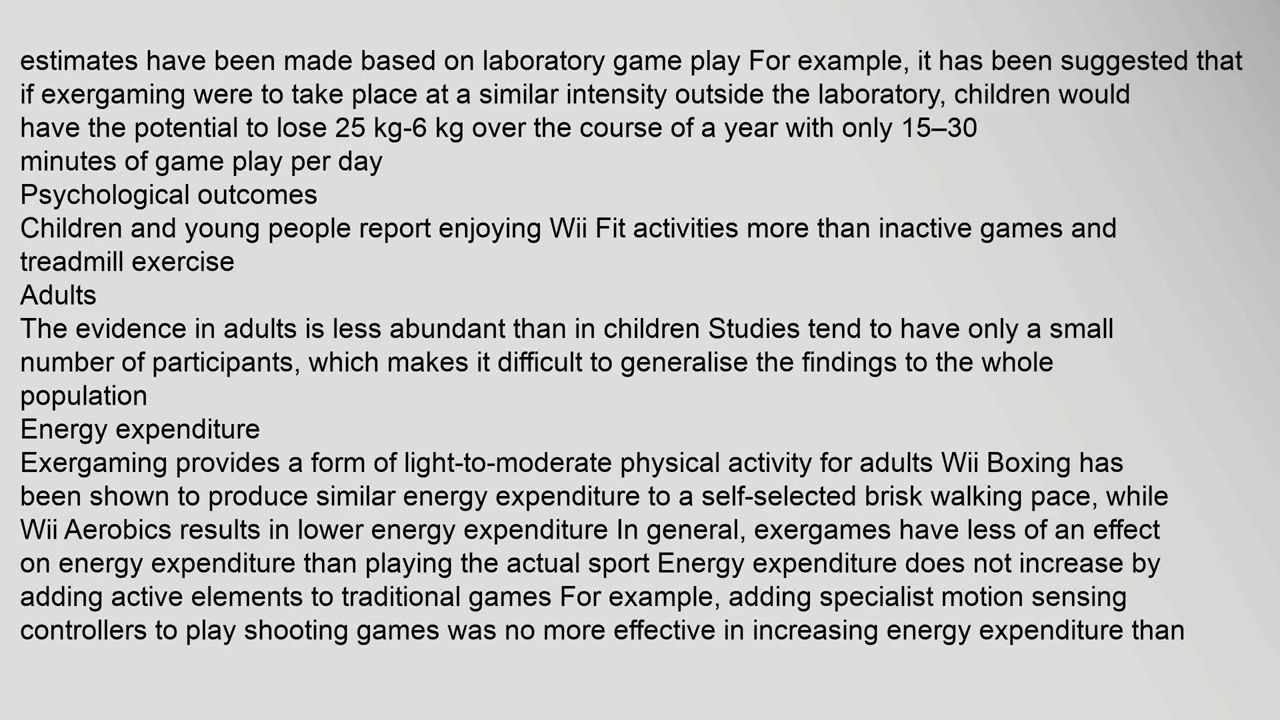 estimates have been made based on laboratory game play For example, it has been suggested that
if exergaming were to take place at a similar intensity outside the laboratory, children would
have the potential to lose 25 kg-6 kg over the course of a year with only 15–30
minutes of game play per day
Psychological outcomes
Children and young people report enjoying Wii Fit activities more than inactive games and
treadmill exercise
Adults
The evidence in adults is less abundant than in children Studies tend to have only a small
number of participants, which makes it difficult to generalise the findings to the whole
population
Energy expenditure
Exergaming provides a form of light-to-moderate physical activity for adults Wii Boxing has
been shown to produce similar energy expenditure to a self-selected brisk walking pace, while
Wii Aerobics results in lower energy expenditure In general, exergames have less of an effect
on energy expenditure than playing the actual sport Energy expenditure does not increase by
adding active elements to traditional games For example, adding specialist motion sensing
controllers to play shooting games was no more effective in increasing energy expenditure than